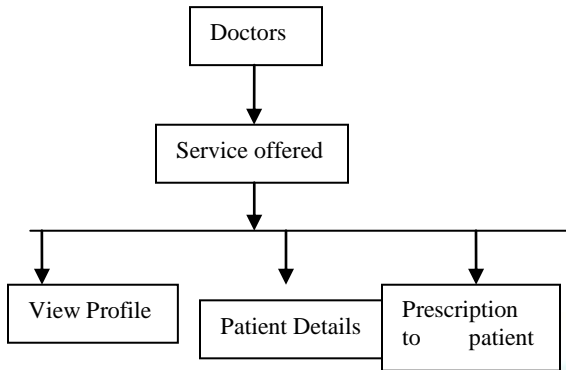 Doctors
Service offered
View Profile
Patient Details
Prescription
to patient